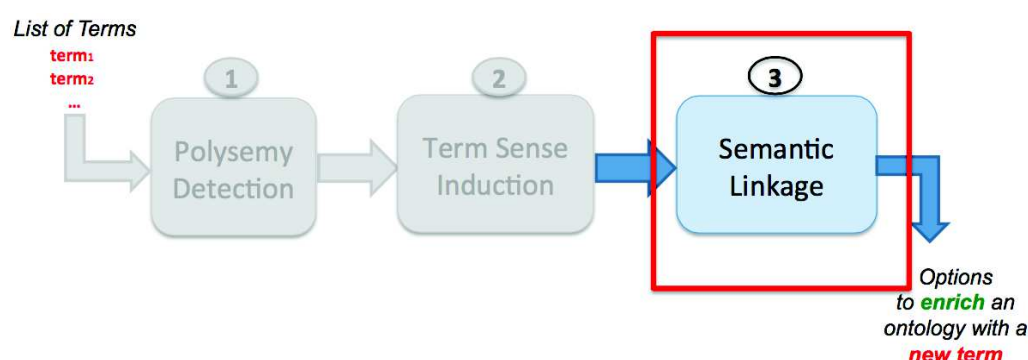 List of Terms
term1
term2
...
1
Polysemy
Detection
2
Term Sense
Induction
3
Semantic
Linkage
Options
to enrich an
ontology with a
new term